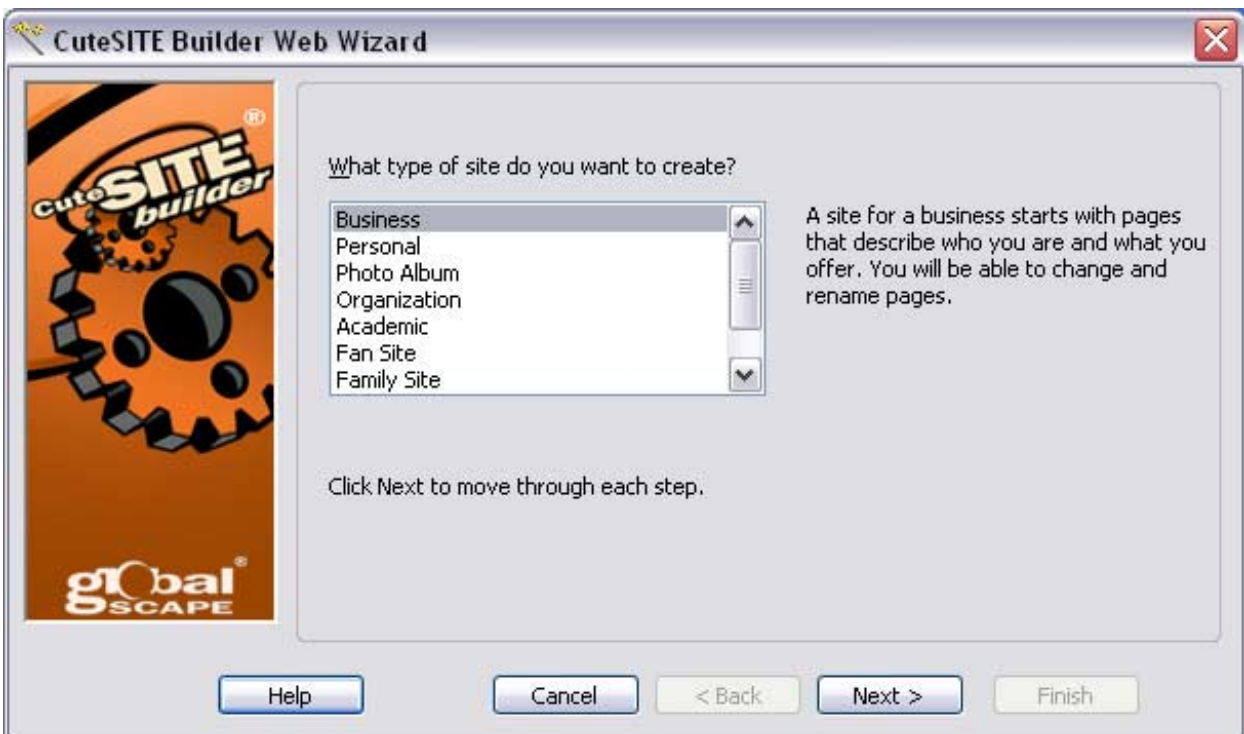 CuteSITE Builder Web Wizard
cuteSITE®
builder
What type of site do you want to create?
Business
Personal
Photo Album
Organization
Academic
Fan Site
Family Site
A site for a business starts with pages
that describe who you are and what you
offer. You will be able to change and
rename pages.
Click Next to move through each step.
globAL®
SCAPE
Help
Cancel
< Back
Next >
Finish